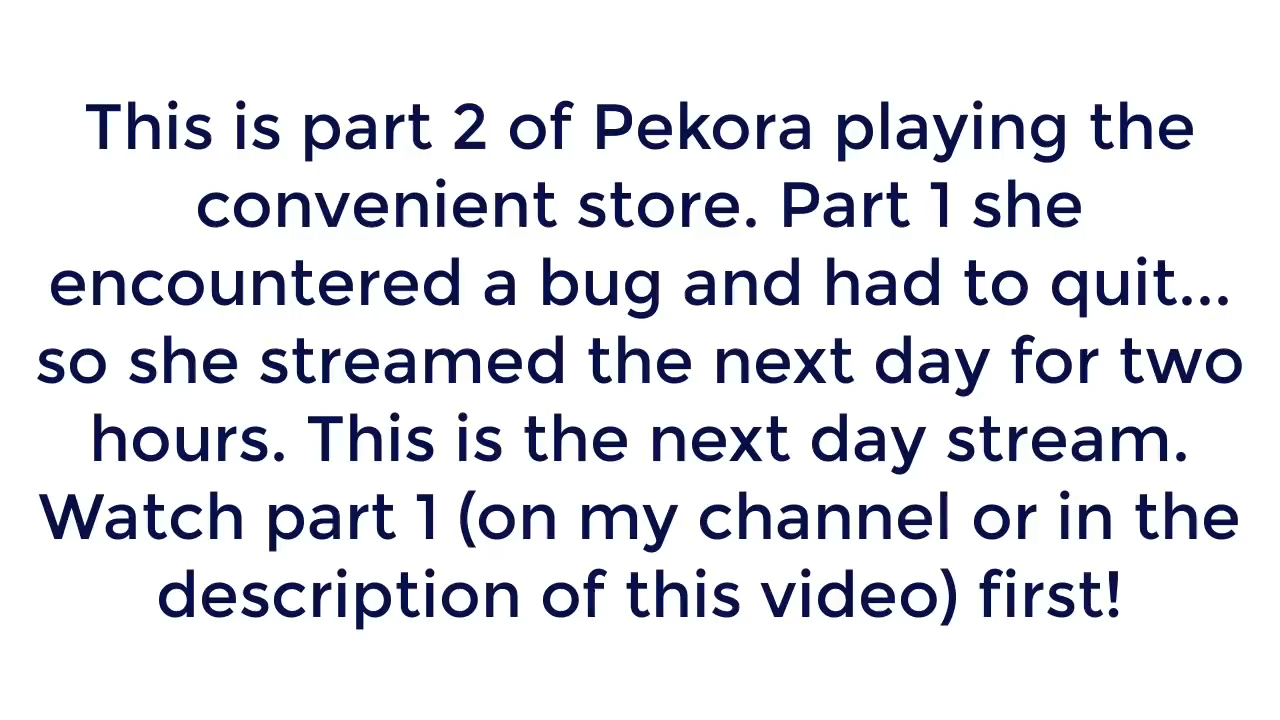 This is part 2 of Pekora playing the
convenient store. Part 1 she
encountered a bug and had to quit...
so she streamed the next day for two
hours. This is the next day stream.
Watch part 1 (on my channel or in the
description of this video) first!